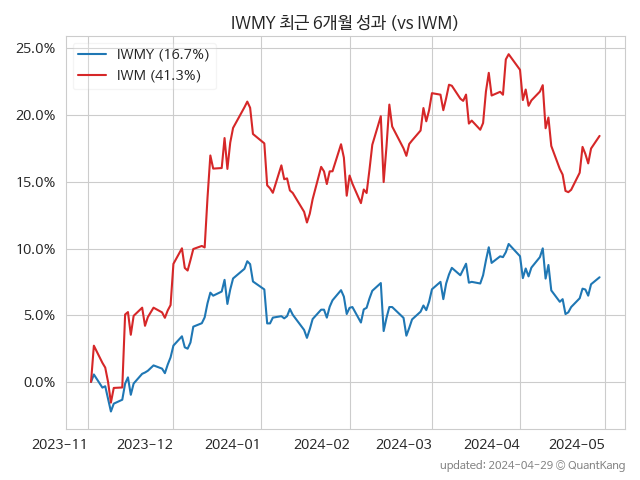 IWMY 최근 6개월 성과 (vs IWM)
IWMY (16.7%)
IWM (41.3%)
25.0%
20.0%
15.0%
10.0%
5.0%
0.0%
2023-11 2023-12 2024-01 2024-02 2024-03 2024-04 2024-05
updated: 2024-04-29 © QuantKang